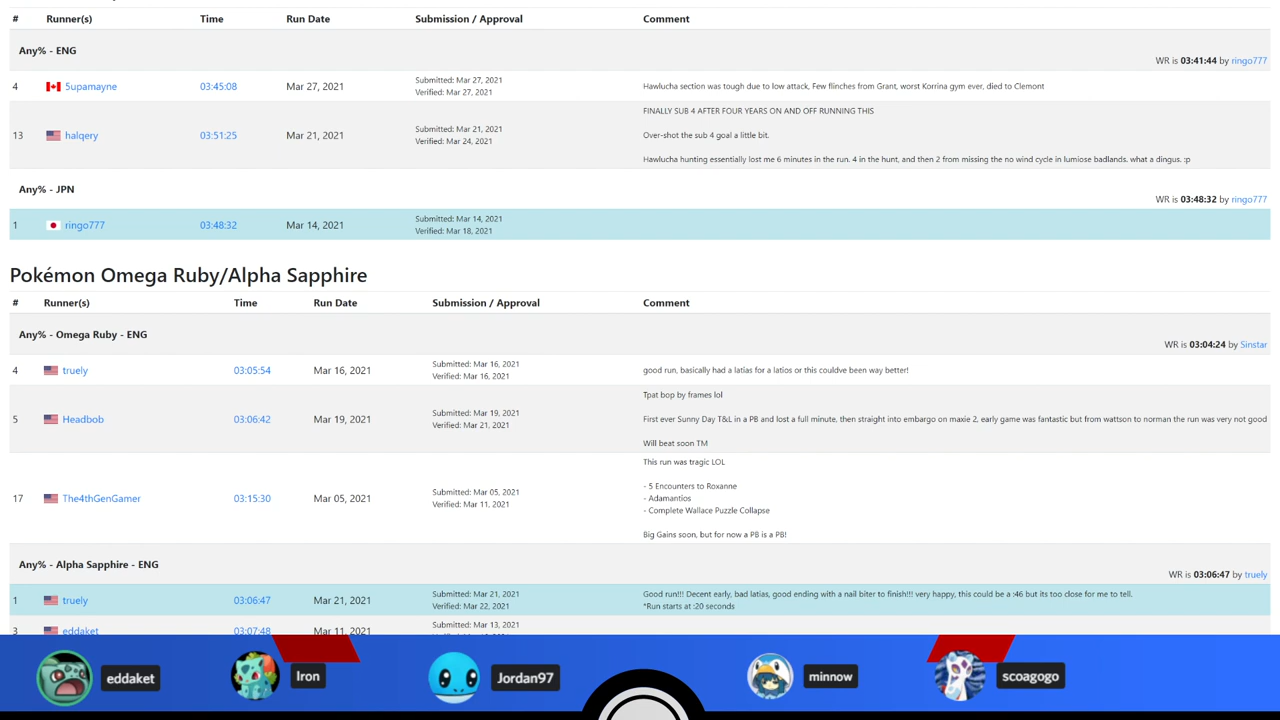 # Runner(s) Time Run Date Submission / Approval Comment
Any% - ENG
WR is 03:41:44 by ringo777
4 5upamayne 03:45:08 Mar 27, 2021 Submitted: Mar 27, 2021 Hawlucha section was tough due to low attack, Few flinches from Grant, worst Korrina gym ever, died to Clemont
Verified: Mar 27, 2021
FINALLY SUB 4 AFTER FOUR YEARS ON AND OFF RUNNING THIS
13 halqery 03:51:25 Mar 21, 2021 Submitted: Mar 21, 2021 Over-shot the sub 4 goal a little bit.
Verified: Mar 24, 2021
Hawlucha hunting essentially lost me 6 minutes in the run. 4 in the hunt, and then 2 from missing the no wind cycle in lumiose badlands. what a dingus. :p
Any% - JPN
WR is 03:48:32 by ringo777
1 ringo777 03:48:32 Mar 14, 2021 Submitted: Mar 14, 2021
Verified: Mar 18, 2021
Pokémon Omega Ruby/Alpha Sapphire
# Runner(s) Time Run Date Submission / Approval Comment
Any% - Omega Ruby - ENG
WR is 03:04:24 by Sinstar
4 truely 03:05:54 Mar 16, 2021 Submitted: Mar 16, 2021 good run, basically had a latias for a latios or this couldve been way better!
Verified: Mar 16, 2021
Tpat bop by frames lol
5 Headbob 03:06:42 Mar 19, 2021 Submitted: Mar 19, 2021 First ever Sunny Day T&L in a PB and lost a full minute, then straight into embargo on maxie 2, early game was fantastic but from wattson to norman the run was very not good
Verified: Mar 21, 2021
Will beat soon TM
This run was tragic LOL
- 5 Encounters to Roxanne
17 The4thGenGamer 03:15:30 Mar 05, 2021 Submitted: Mar 05, 2021 - Adamantios
Verified: Mar 11, 2021
- Complete Wallace Puzzle Collapse
Big Gains soon, but for now a PB is a PB!
Any% - Alpha Sapphire - ENG
WR is 03:06:47 by truely
1 truely 03:06:47 Mar 21, 2021 Submitted: Mar 21, 2021 Good run!!! Decent early, bad latias, good ending with a nail biter to finish!!! very happy, this could be a :46 but its too close for me to tell.
Verified: Mar 22, 2021 *Run starts at :20 seconds
3 eddaket 03:07:48 Mar 11, 2021 Submitted: Mar 13, 2021
eddaket Iron Jordan97 minnow scoagogo